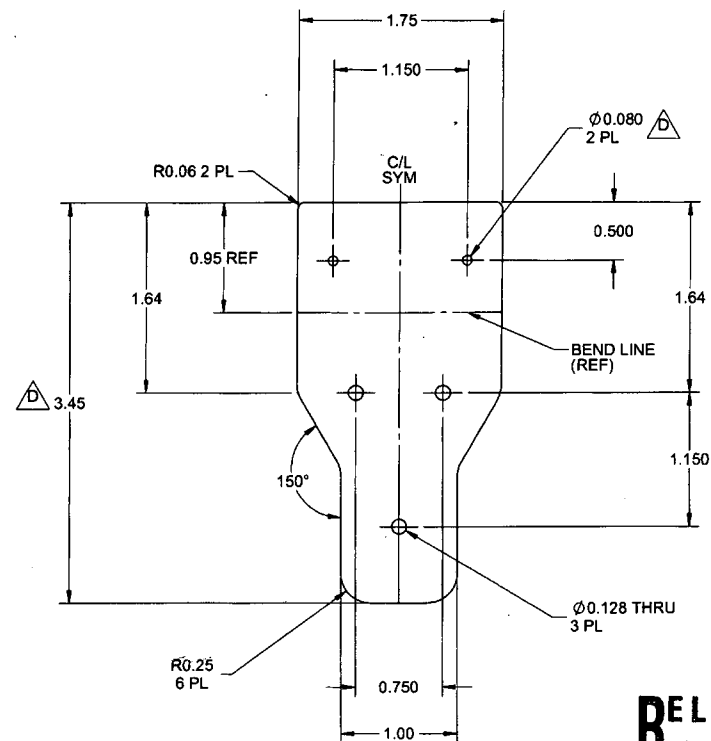 1.75
1.150
Ø0.080
2 PL
D
R0.06 2 PL
C/L
SYM
0.500
0.95 REF
1.64
1.64
BEND LINE
(REF)
D
3.45
1.150
150°
Ø0.128 THRU
3 PL
R0.25
6 PL
0.750
1.00
REL